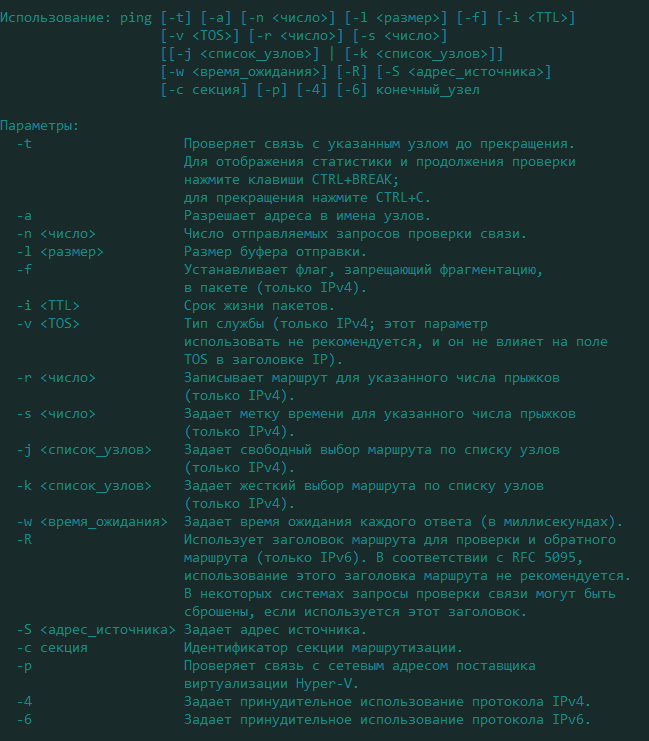 Использование: ping [-t] [-a] [-n <число>] [-l <размер>] [-f] [-i <TTL>]
                    [-v <TOS>] [-r <число>] [-s <число>]
                    [[-j <список_узлов>] | [-k <список_узлов>]]
                    [-w <время_ожидания>] [-R] [-S <адрес_источника>]
                    [-c секция] [-p] [-4] [-6] конечный_узел

Параметры:
  -t                   Проверяет связь с указанным узлом до прекращения.
                       Для отображения статистики и продолжения проверки
                       нажмите клавиши CTRL+BREAK;
                       для прекращения нажмите CTRL+C.
  -a                   Разрешает адреса в имена узлов.
  -n <число>           Число отправляемых запросов проверки связи.
  -l <размер>          Размер буфера отправки.
  -f                   Устанавливает флаг, запрещающий фрагментацию,
                       в пакете (только IPv4).
  -i <TTL>             Срок жизни пакетов.
  -v <TOS>             Тип службы (только IPv4; этот параметр
                       использовать не рекомендуется, и он не влияет на поле
                       TOS в заголовке IP).
  -r <число>           Записывает маршрут для указанного числа прыжков
                       (только IPv4).
  -s <число>           Задает метку времени для указанного числа прыжков
                       (только IPv4).
  -j <список_узлов>    Задает свободный выбор маршрута по списку узлов
                       (только IPv4).
  -k <список_узлов>    Задает жесткий выбор маршрута по списку узлов
                       (только IPv4).
  -w <время_ожидания>  Задает время ожидания каждого ответа (в миллисекундах).
  -R                   Использует заголовок маршрута для проверки и обратного
                       маршрута (только IPv6). В соответствии с RFC 5095,
                       использование этого заголовка маршрута не рекомендуется.
                       В некоторых системах запросы проверки связи могут быть
                       сброшены, если используется этот заголовок.
  -S <адрес_источника> Задает адрес источника.
  -c секция            Идентификатор секции маршрутизации.
  -p                   Проверяет связь с сетевым адресом поставщика
                       виртуализации Hyper-V.
  -4                   Задает принудительное использование протокола IPv4.
  -6                   Задает принудительное использование протокола IPv6.